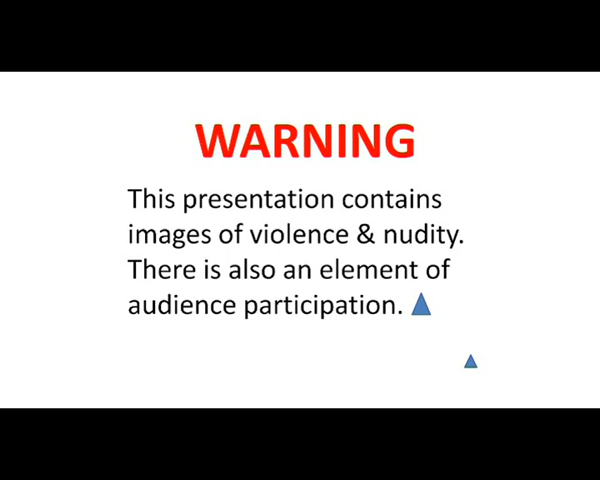 WARNING
This presentation contains
images of violence & nudity.
There is also an element of
audience participation.